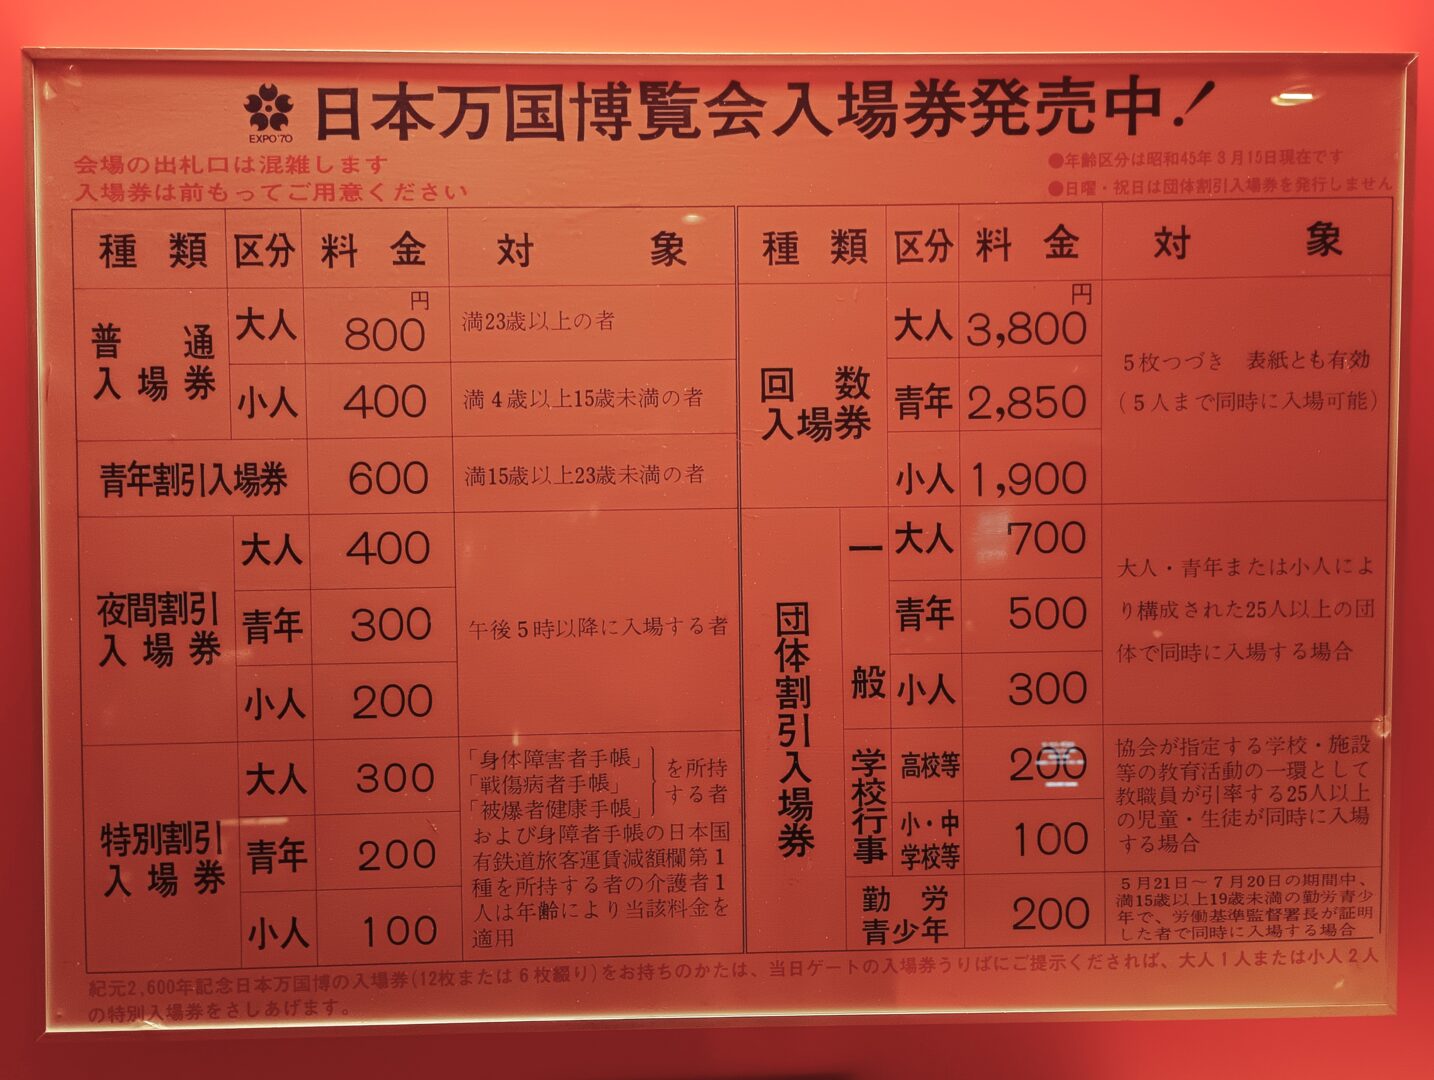 EXPO'70
日本万国博覧会入場券発売中!
会場の出札口は混雑します
入場券は前もってご用意ください
●年齢区分は昭和45年3月15日現在です
●日曜・祝日は団体割引入場券を発行しません
種類 区分 料金 対象
普通入場券
大人 800円 満23歳以上の者
小人 400 満4歳以上15歳未満の者
青年割引入場券 600 満15歳以上23歳未満の者
夜間割引入場券
大人 400
青年 300 午後5時以降に入場する者
小人 200
特別割引入場券
大人 300
青年 200
小人 100
「身体障害者手帳」
「戦傷病者手帳」
「被爆者健康手帳」
を所持
する者
および身障者手帳の日本国
有鉄道旅客運賃減額欄第1
種を所持する者の介護者1
人は年齢により当該料金を
適用
種類 区分 料金 対象
回数入場券
大人 3,800円
青年 2,850
小人 1,900
5枚つづき 表紙とも有効
(5人まで同時に入場可能)
団体割引入場券
一般
大人 700
青年 500
小人 300
大人・青年または小人によ
り構成された25人以上の団
体で同時に入場する場合
学校行事
高校等 200
小・中
学校等 100
協会が指定する学校・施設
等の教育活動の一環として
教職員が引率する25人以上
の児童・生徒が同時に入場
する場合
勤労
青少年 200
5月21日〜7月20日の期間中、
満15歳以上19歳未満の勤労青少
年で、労働基準監督署長が証明
した者で同時に入場する場合
紀元2,600年記念日本万国博の入場券(12枚または6枚綴り)をお持ちのかたは、当日ゲートの入場券うりばにご提示くだされば、大人1人または小人2人
の特別入場券をさしあげます。